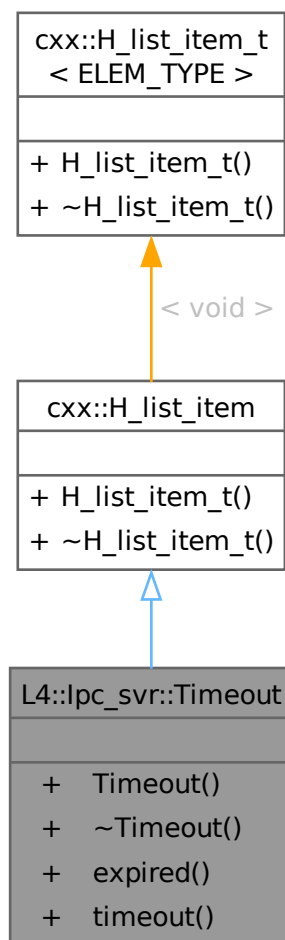 cxx::H_list_item_t
< ELEM_TYPE >
+ H_list_item_t()
+ ~H_list_item_t()
< void >
cxx::H_list_item
+ H_list_item_t()
+ ~H_list_item_t()
L4::Ipc_svr::Timeout
+ Timeout()
+ ~Timeout()
+ expired()
+ timeout()